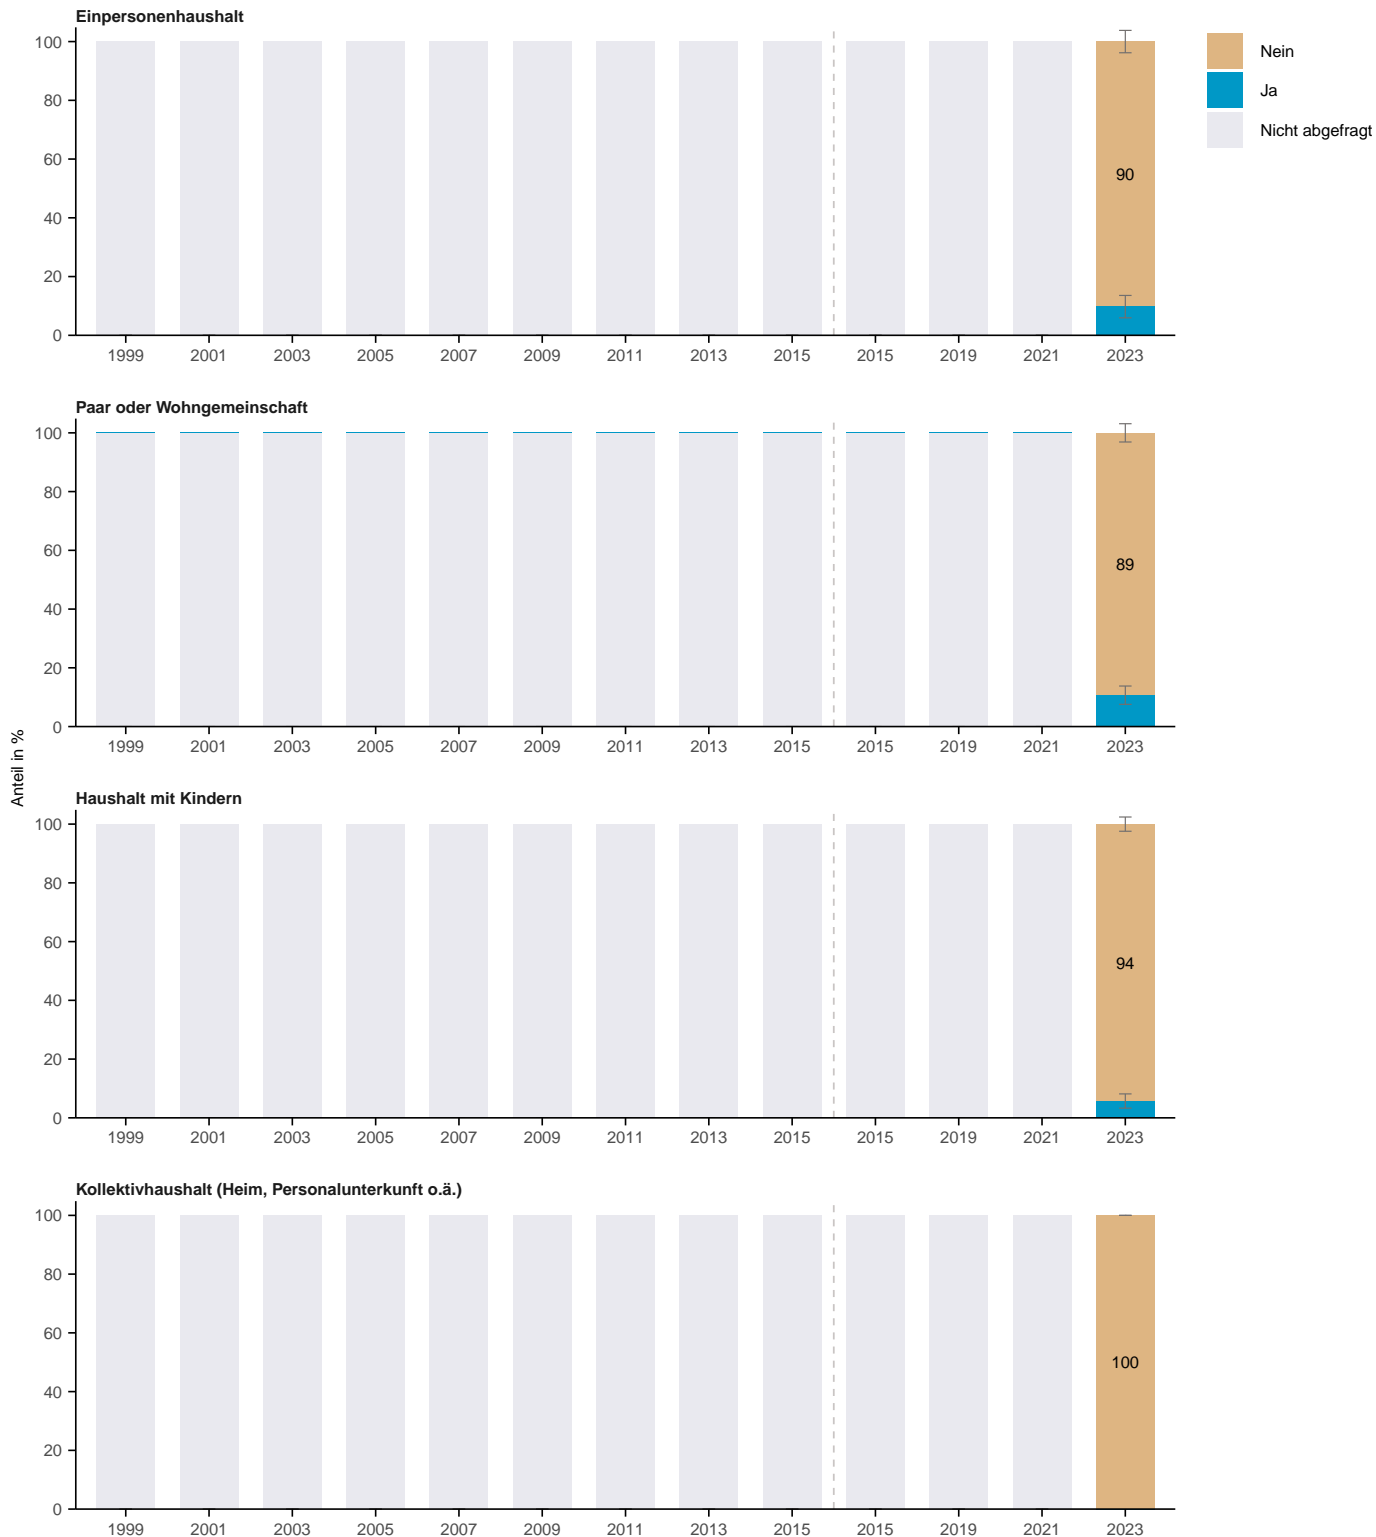 Einpersonenhaushalt
100
80
60
40
20
0
90
1999 2001 2003 2005 2007 2009 2011 2013 2015 2015 2019 2021 2023
Nein
Ja
Nicht abgefragt
Paar oder Wohngemeinschaft
100
80
60
40
20
0
89
1999 2001 2003 2005 2007 2009 2011 2013 2015 2015 2019 2021 2023
Anteil in %
Haushalt mit Kindern
100
80
60
40
20
0
94
1999 2001 2003 2005 2007 2009 2011 2013 2015 2015 2019 2021 2023
Kollektivhaushalt (Heim, Personalunterkunft o.ä.)
100
80
60
40
20
0
100
1999 2001 2003 2005 2007 2009 2011 2013 2015 2015 2019 2021 2023